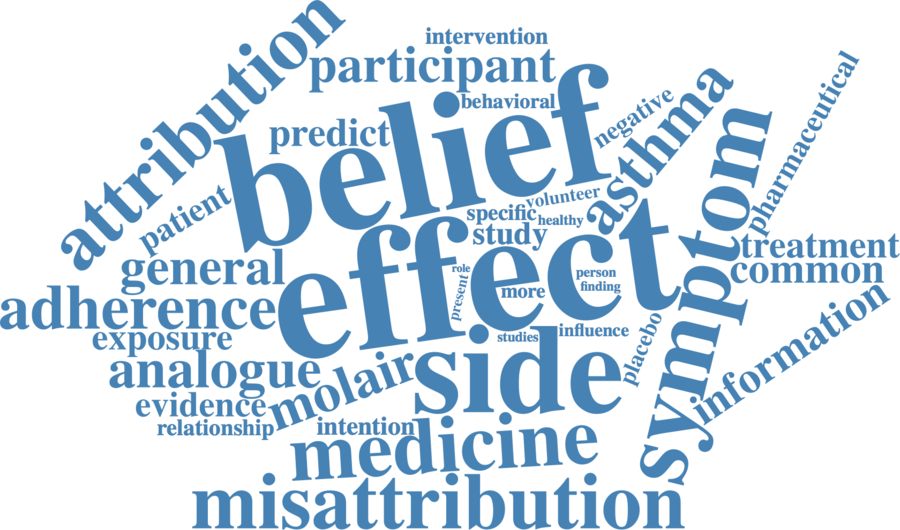 intervention
participant
attribution
behavioral
belief
predict
negative
asthma
pharmaceutical
patient
volunteer
specific
healthy
study
symptom
treatment
common
general
effect
role
person
finding
present
more
adherence
exposure
influence
studies
placebo
information
analogue
side
molair
evidence
relationship
intention
medicine
misattribution